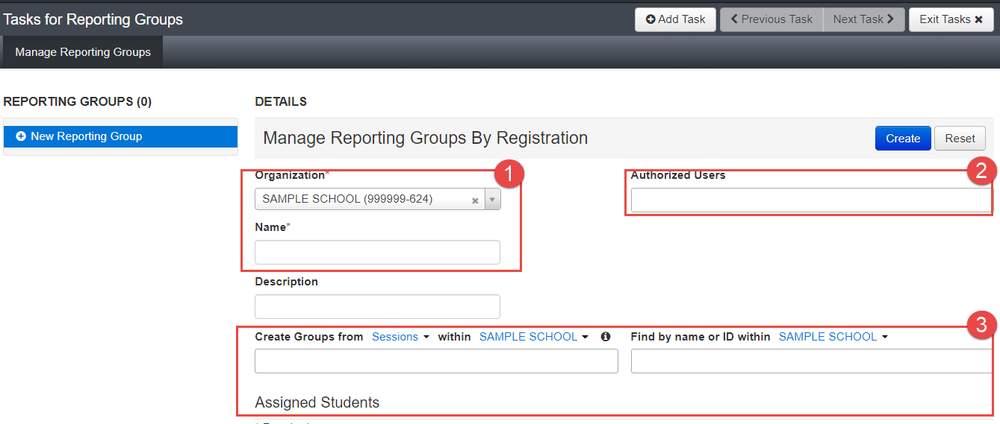 Tasks for Reporting Groups
Add Task
Previous Task
Next Task
Exit Tasks
Manage Reporting Groups
REPORTING GROUPS (0)
New Reporting Group
DETAILS
Manage Reporting Groups By Registration
Create
Reset
Organization*
1
SAMPLE SCHOOL (999999-624)
Name*
Authorized Users
2
Description
3
Create Groups from Sessions within SAMPLE SCHOOL
Find by name or ID within SAMPLE SCHOOL
Assigned Students